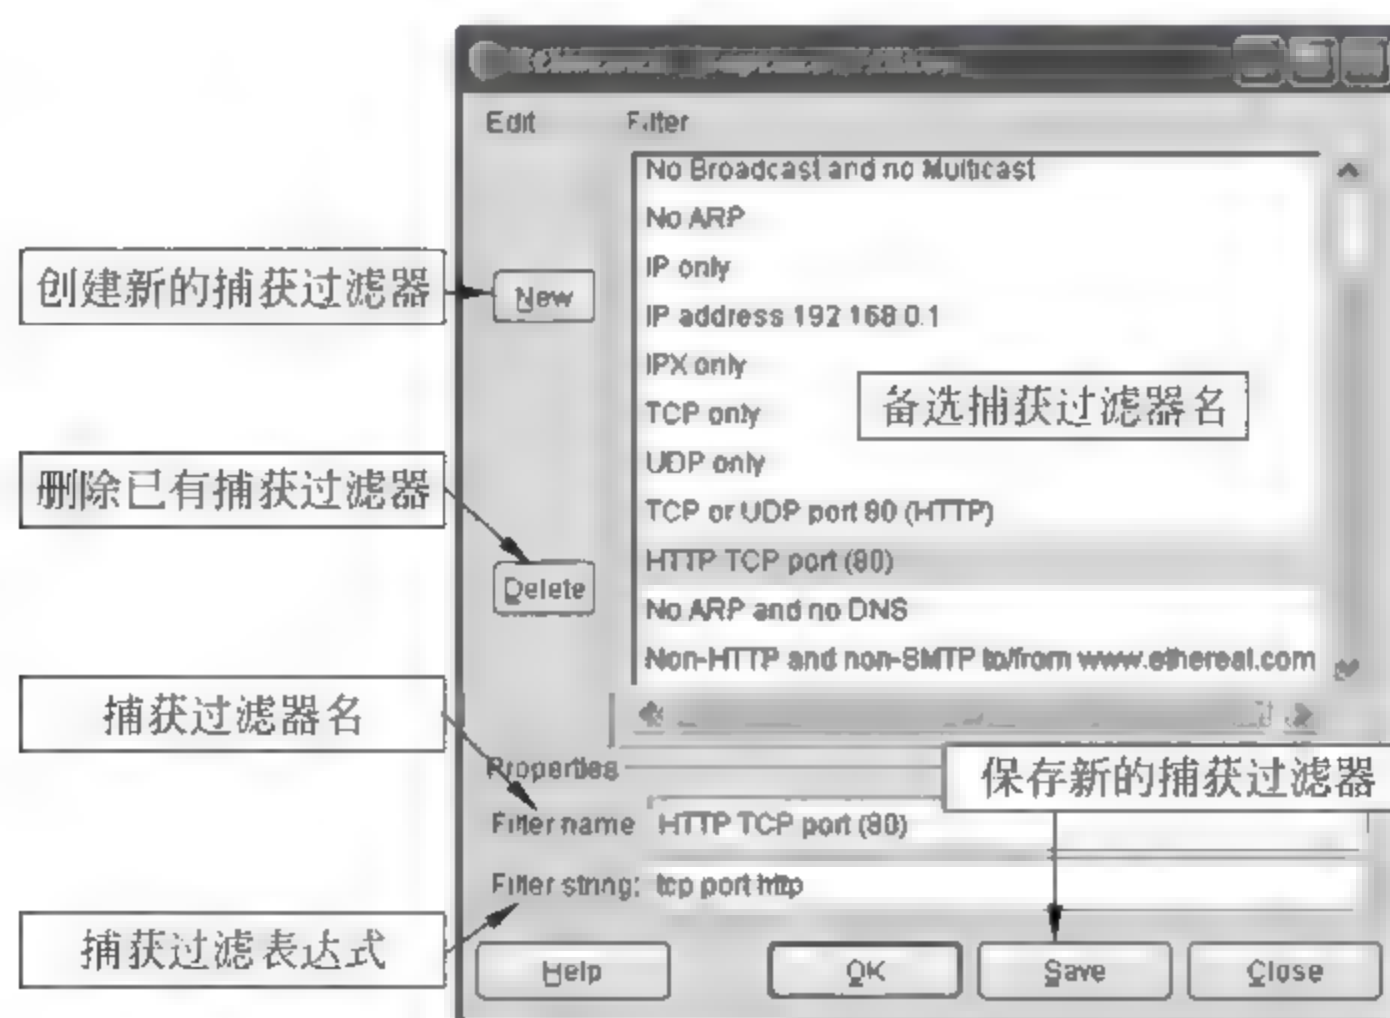 Edit Filter
No Broadcast and no Multicast
No ARP
创建新的捕获过滤器
New
IP only
IP address 192 168 0.1
IPX only
备选捕获过滤器名
TCP only
UDP only
删除已有捕获过滤器
TCP or UDP port 80 (HTTP)
HTTP TCP port (80)
Delete
No ARP and no DNS
Non-HTTP and non-SMTP to/from www.ethereal.com
捕获过滤器名
Properties
保存新的捕获过滤器
Filter name HTTP TCP port (80)
Filter string: tcp port http
捕获过滤表达式
Help OK Save Close